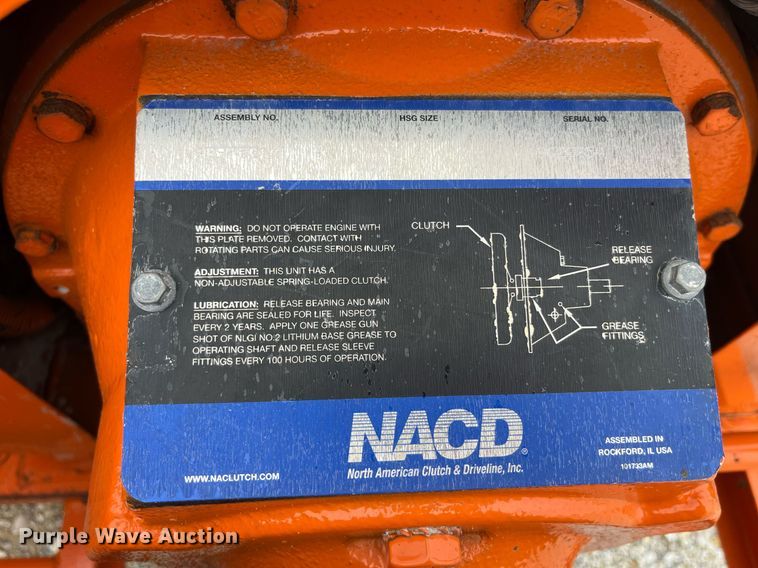 ASSEMBLY NO. HSG SIZE SERIAL NO.
WARNING: DO NOT OPERATE ENGINE WITH
THIS PLATE REMOVED. CONTACT WITH
ROTATING PARTS CAN CAUSE SERIOUS INJURY.
ADJUSTMENT: THIS UNIT HAS A
NON-ADJUSTABLE SPRING-LOADED CLUTCH.
LUBRICATION: RELEASE BEARING AND MAIN
BEARING ARE SEALED FOR LIFE. INSPECT
EVERY 2 YEARS. APPLY ONE GREASE GUN
SHOT OF NLGI NO.2 LITHIUM BASE GREASE TO
OPERATING SHAFT AND RELEASE SLEEVE
FITTINGS EVERY 100 HOURS OF OPERATION.
CLUTCH
RELEASE
BEARING
GREASE
FITTINGS
NACD®
North American Clutch & Driveline, Inc.
WWW.NACLUTCH.COM
ASSEMBLED IN
ROCKFORD, IL USA
101733AM
Purple Wave Auction